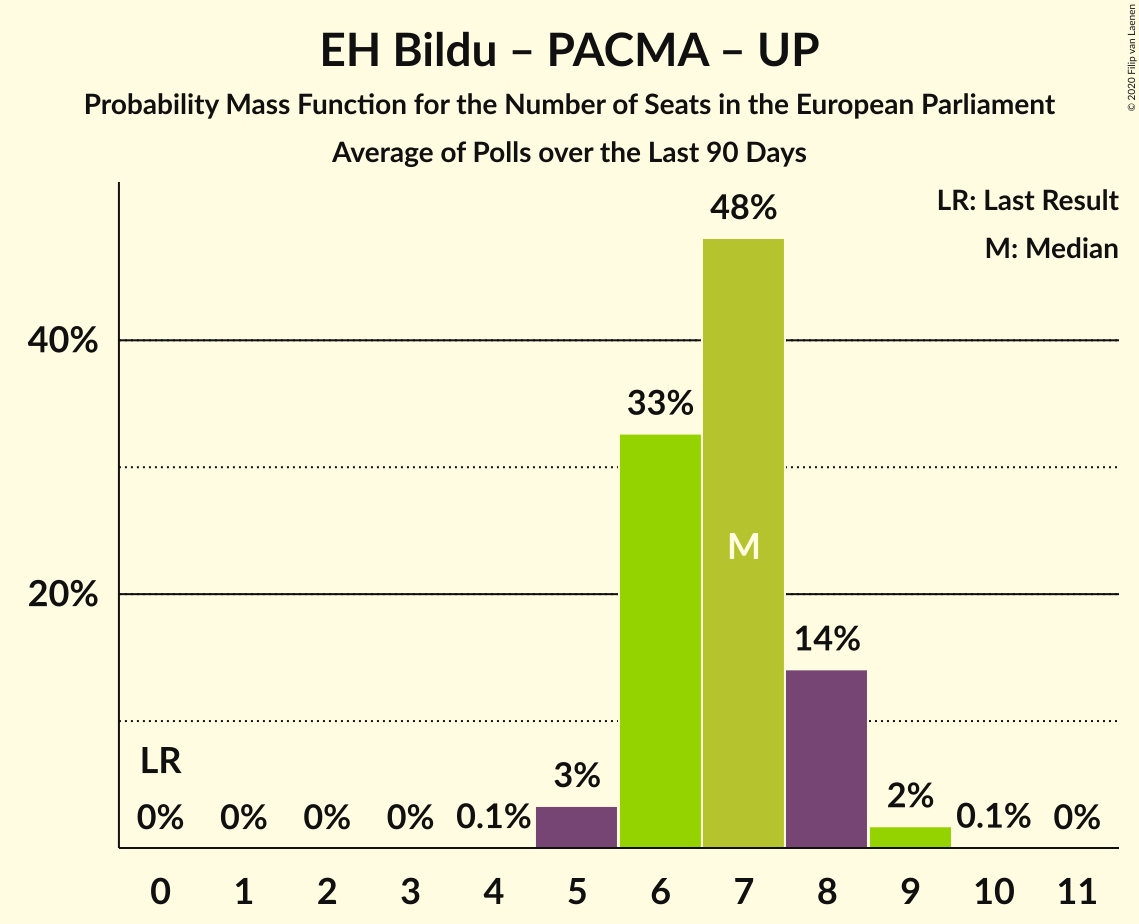 EH Bildu – PACMA – UP
Probability Mass Function for the Number of Seats in the European Parliament
Average of Polls over the Last 90 Days
© 2020 Filip van Laenen
LR: Last Result
M: Median
48%
40%
33%
M
20%
14%
LR
3%
2%
0% 0% 0% 0% 0.1% 0.1% 0%
0 1 2 3 4 5 6 7 8 9 10 11